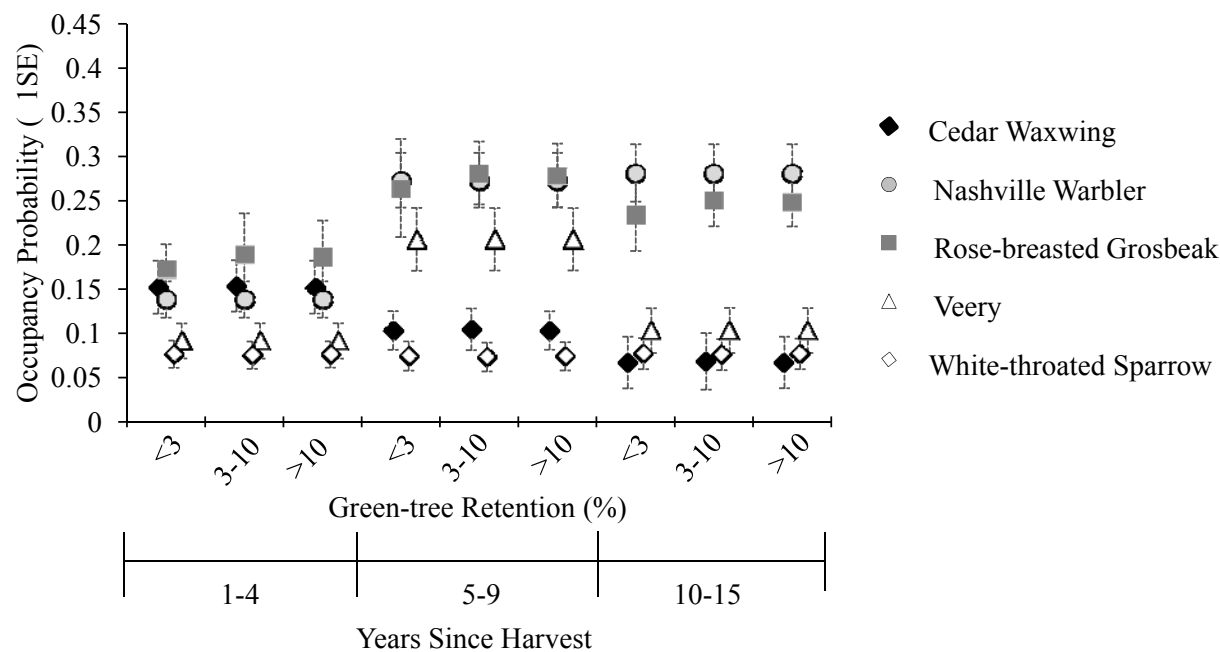 Occupancy Probability ( 1SE)
0.45
0.4
0.35
0.3
0.25
0.2
0.15
0.1
0.05
0
<3
3-10
>10
<3
3-10
>10
<3
3-10
>10
Green-tree Retention (%)
1-4
5-9
10-15
Years Since Harvest
Cedar Waxwing
Nashville Warbler
Rose-breasted Grosbeak
Veery
White-throated Sparrow